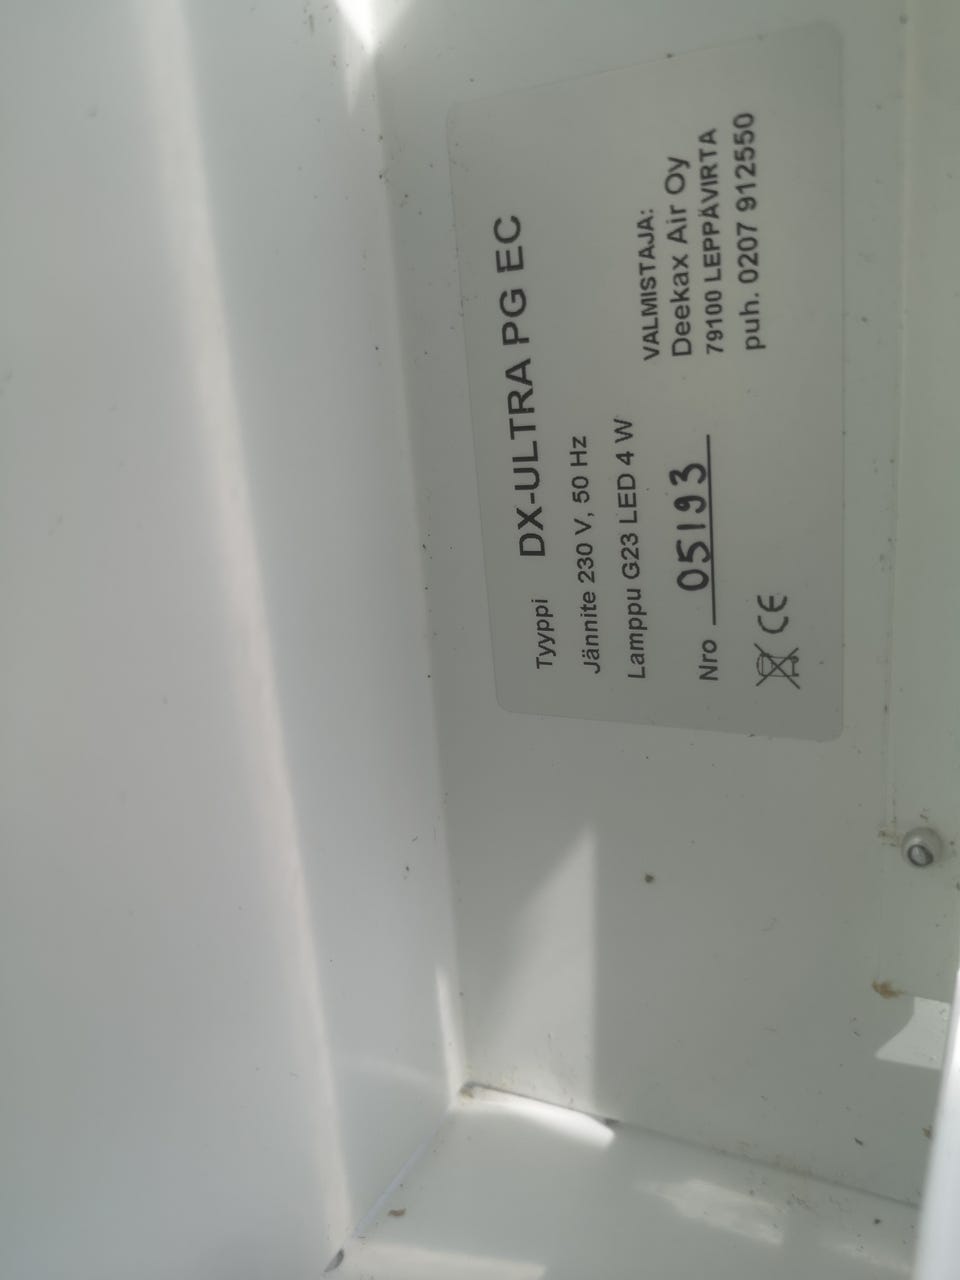 Tyyppi DX-ULTRA PG EC
Jännite 230 V, 50 Hz
Lamppu G23 LED 4 W
Nro 05193
CE
VALMISTAJA:
Deekax Air Oy
79100 LEPPÄVIRTA
puh. 0207 912550